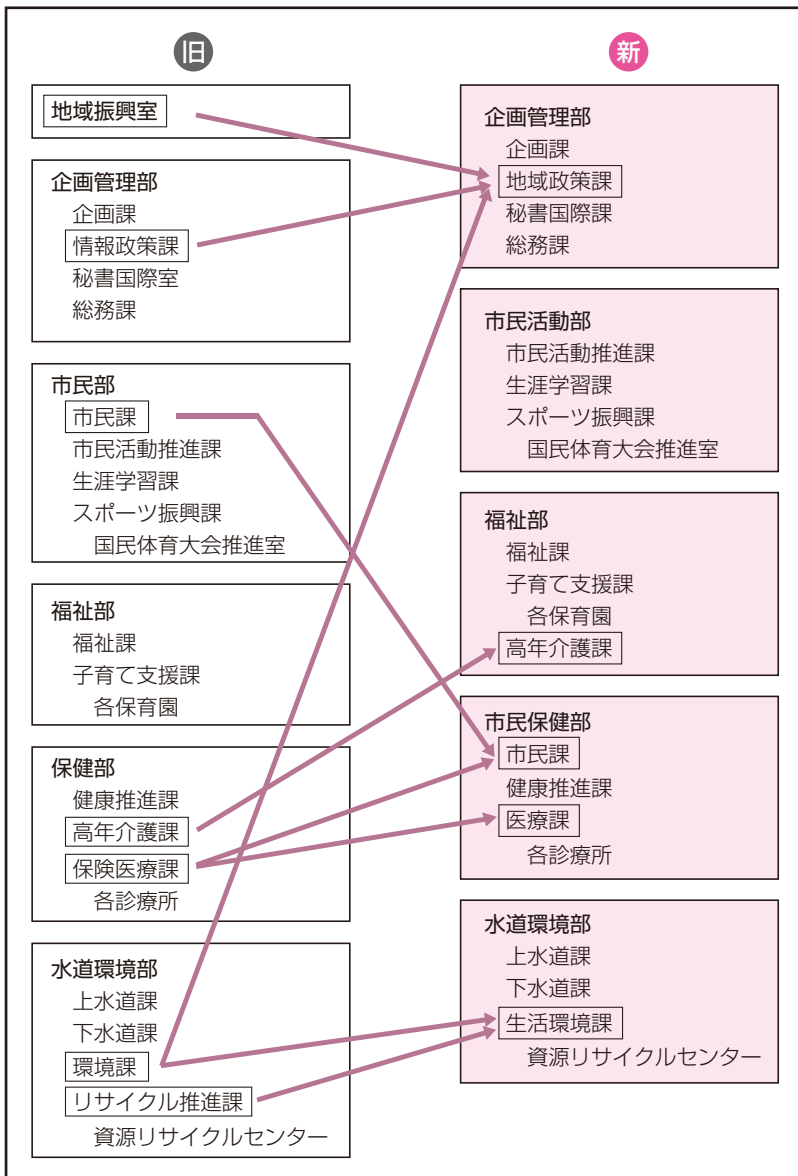 旧
地域振興室
企画管理部
企画課
情報政策課
秘書国際室
総務課
市民部
市民課
市民活動推進課
生涯学習課
スポーツ振興課
国民体育大会推進室
福祉部
福祉課
子育て支援課
各保育園
保健部
健康推進課
高年介護課
保険医療課
各診療所
水道環境部
上水道課
下水道課
環境課
リサイクル推進課
資源リサイクルセンター
新
企画管理部
企画課
地域政策課
秘書国際課
総務課
市民活動部
市民活動推進課
生涯学習課
スポーツ振興課
国民体育大会推進室
福祉部
福祉課
子育て支援課
各保育園
高年介護課
市民保健部
市民課
健康推進課
医療課
各診療所
水道環境部
上水道課
下水道課
生活環境課
資源リサイクルセンター